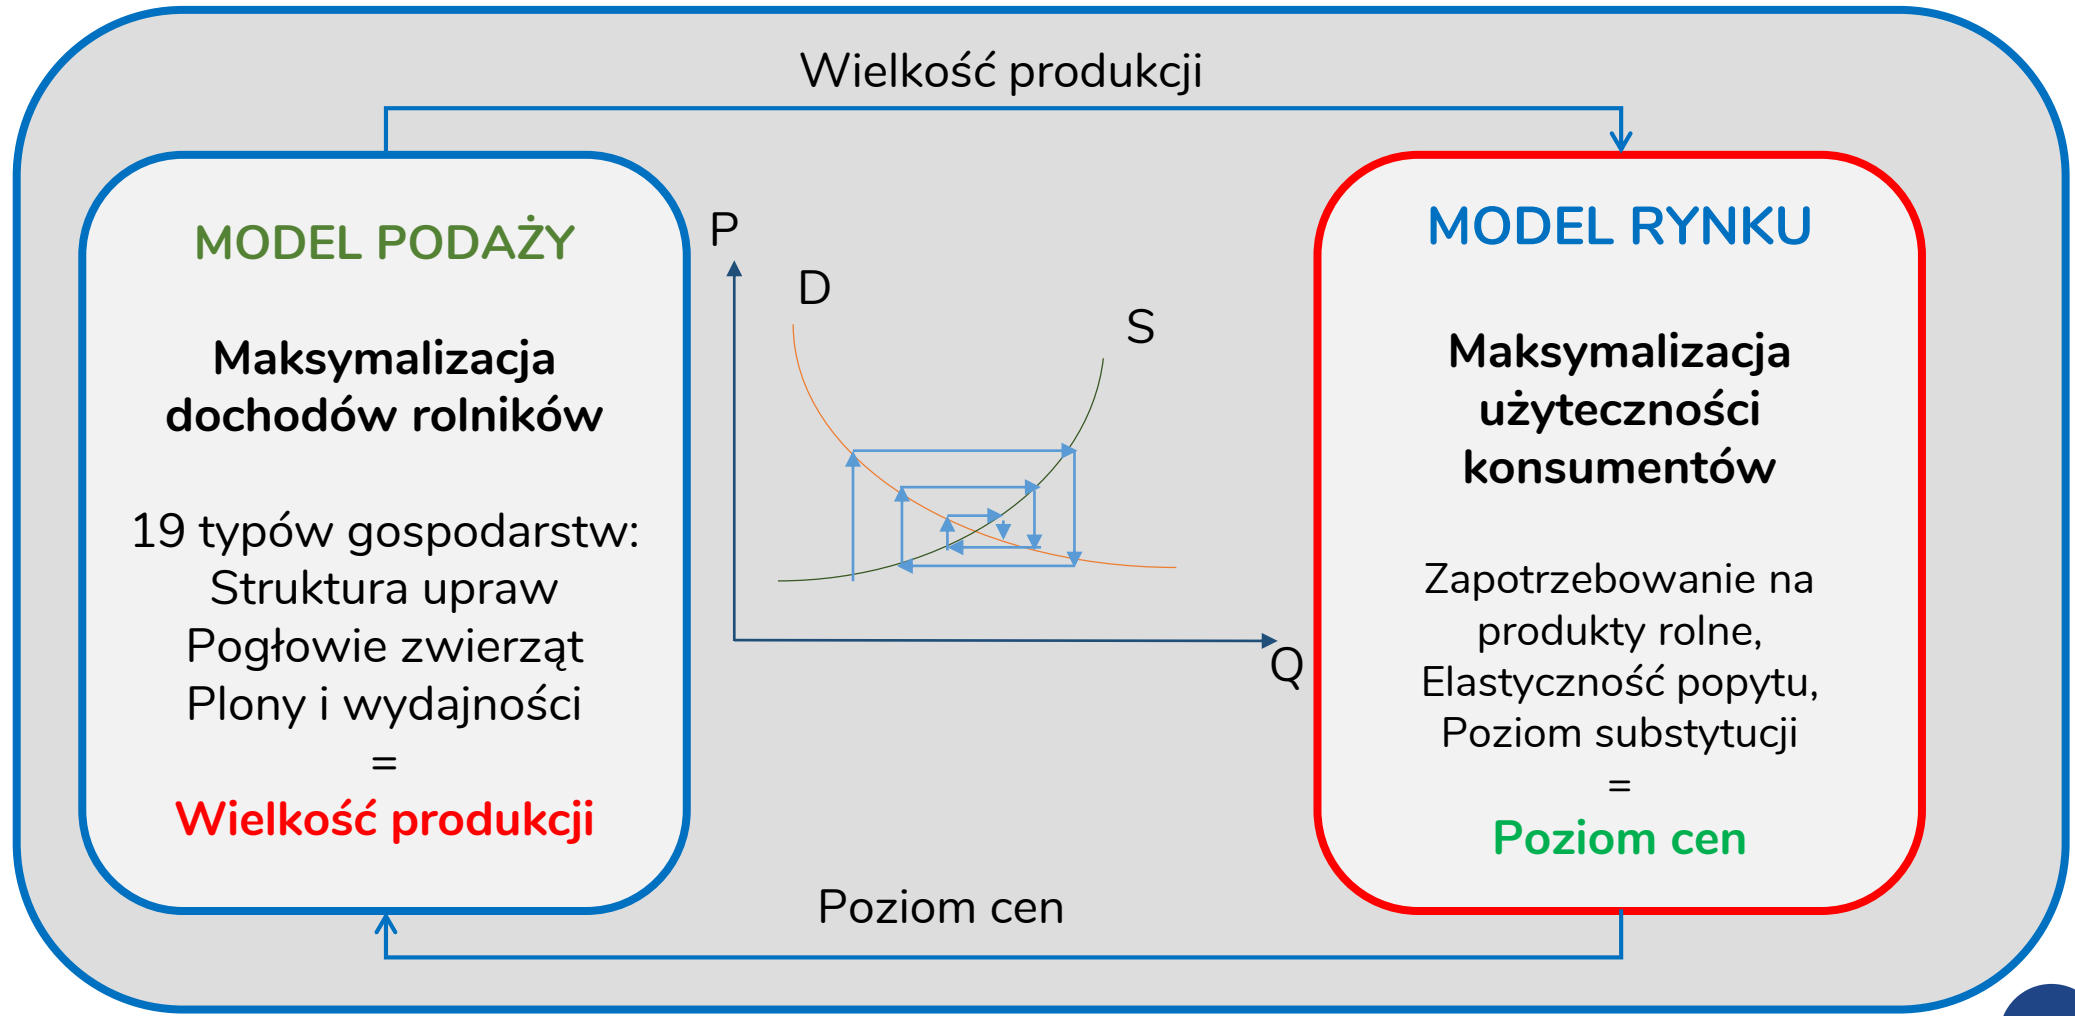 Wielkość produkcji
MODEL PODAŻY
Maksymalizacja
dochodów rolników
19 typów gospodarstw:
Struktura upraw
Pogłowie zwierząt
Plony i wydajności
=
Wielkość produkcji
P
D
S
Q
MODEL RYNKU
Maksymalizacja
użyteczności
konsumentów
Zapotrzebowanie na
produkty rolne,
Elastyczność popytu,
Poziom substytucji
=
Poziom cen
Poziom cen